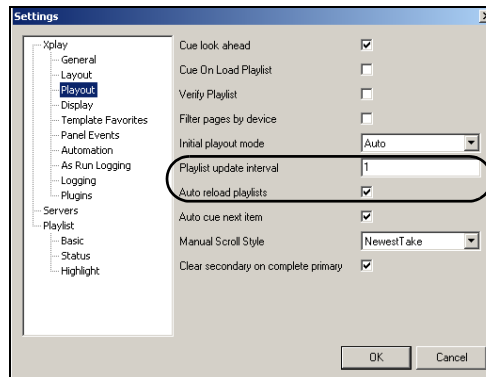 Settings
Xplay
General
Layout
Playout
Display
Template Favorites
Panel Events
Automation
As Run Logging
Logging
Plugins
Servers
Playlist
Basic
Status
Highlight
Cue look ahead
Cue On Load Playlist
Verify Playlist
Filter pages by device
Initial playout mode Auto
Playlist update interval 1
Auto reload playlists
Auto cue next item
Manual Scroll Style NewestTake
Clear secondary on complete primary
OK Cancel